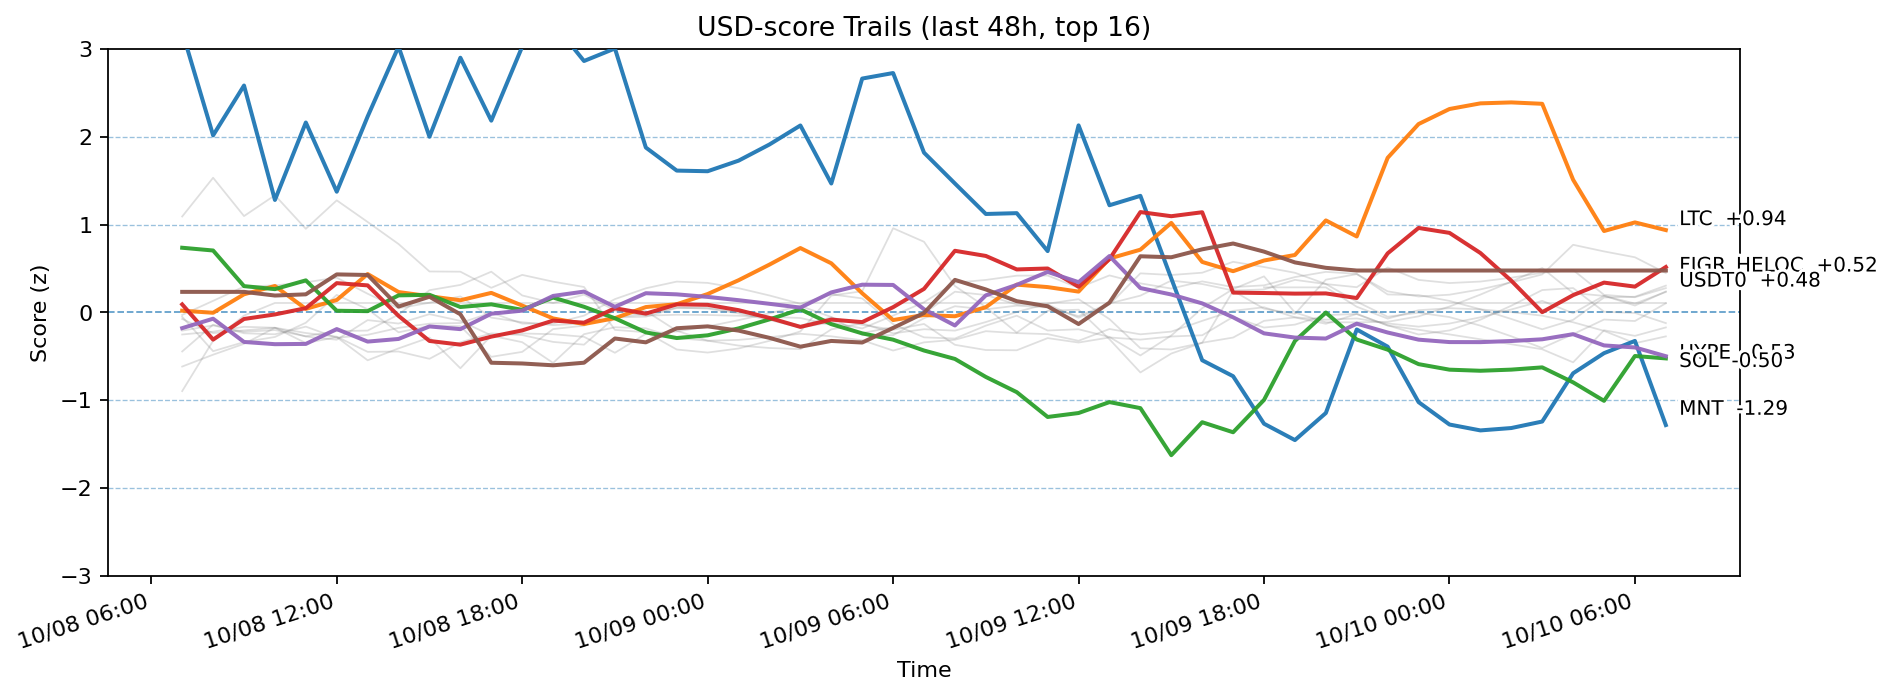 USD-score Trails (last 48h, top 16)
Score (z)
3
2
1
0
−1
−2
−3
LTC +0.94
FIGR_HELOC +0.52
USDT0 +0.48
HYPE -0.53
SOL -0.50
MNT -1.29
10/08 06:00
10/08 12:00
10/08 18:00
10/09 00:00
10/09 06:00
10/09 12:00
10/09 18:00
10/10 00:00
10/10 06:00
Time